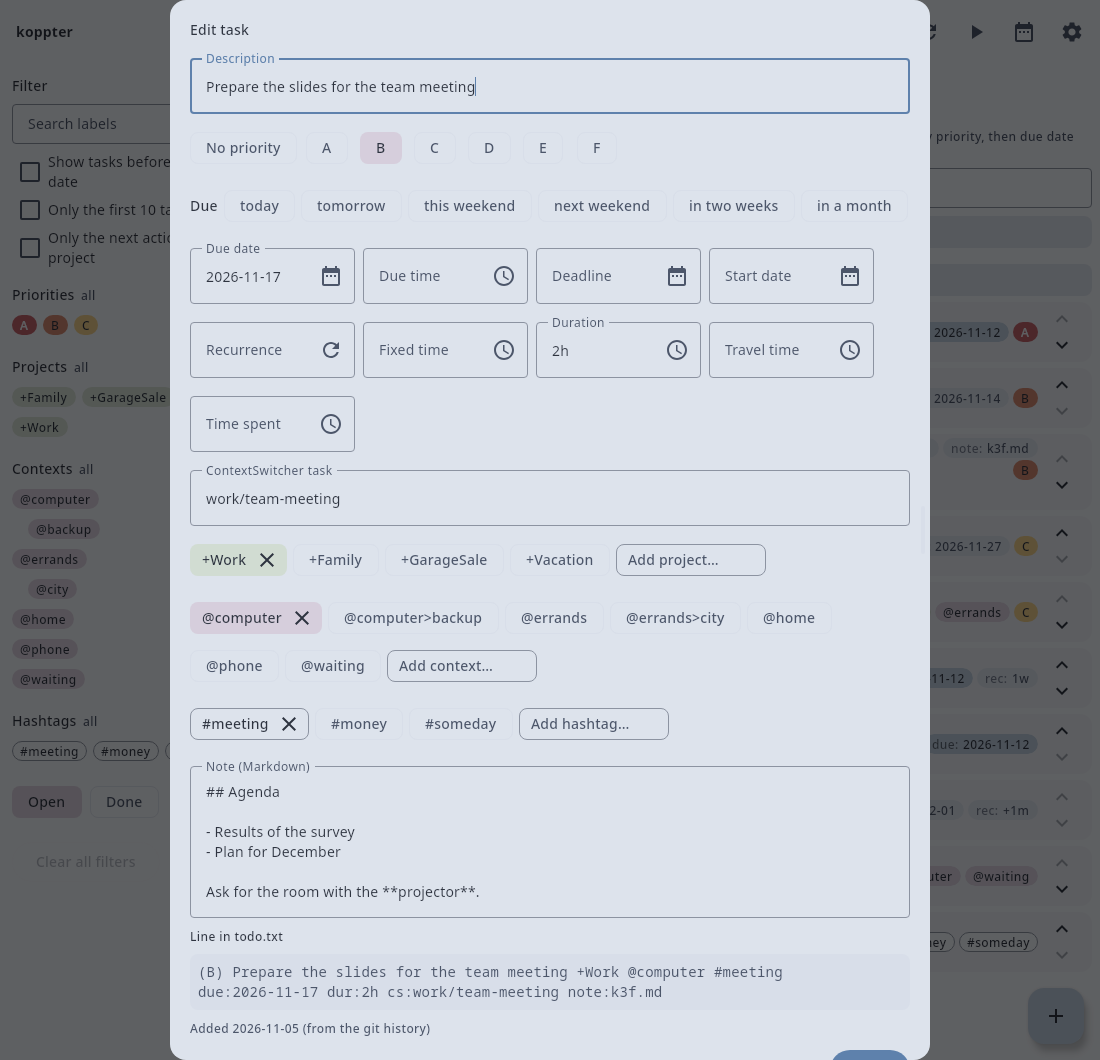 koppter
Filter
Search labels
Show tasks before
date
Only the first 10
Only the next
project
Priorities all
A B C
Projects all
+Family +GarageSale
+Work
Contexts all
@computer
@backup
@errands
@city
@home
@phone
@waiting
Hashtags all
#meeting #money
Open Done
Clear all filters
Edit task
Description
Prepare the slides for the team meeting
No priority A B C D E F
Due today tomorrow this weekend next weekend in two weeks in a month
Due date
2026-11-17 Due time Deadline Start date
Duration
Recurrence Fixed time 2h Travel time
Time spent
ContextSwitcher task
work/team-meeting
+Work +Family +GarageSale +Vacation Add project...
@computer @computer>backup @errands @errands>city @home
@phone @waiting Add context...
#meeting #money #someday Add hashtag...
Note (Markdown)
## Agenda
- Results of the survey
- Plan for December
Ask for the room with the **projector**.
Line in todo.txt
(B) Prepare the slides for the team meeting +Work @computer #meeting
due:2026-11-17 dur:2h cs:work/team-meeting note:k3f.md
Added 2026-11-05 (from the git history)
priority, then due date
2026-11-12 A
2026-11-14 B
note: k3f.md
B
2026-11-27 C
@errands C
11-12 rec: 1w
due: 2026-11-12
2-01 rec: +1m
@waiting
#someday